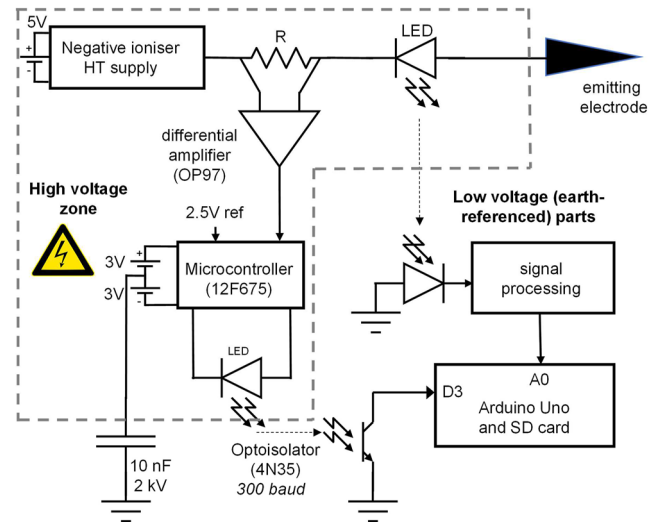 5V
+
-
Negative ioniser
HT supply
R
LED
emitting
electrode
differential
amplifier
(OP97)
High voltage
zone
2.5V ref
Low voltage (earth-
referenced) parts
3V
+
3V
-
Microcontroller
(12F675)
signal
processing
LED
D3
A0
Arduino Uno
and SD card
Optoisolator
(4N35)
300 baud
10 nF
2 kV